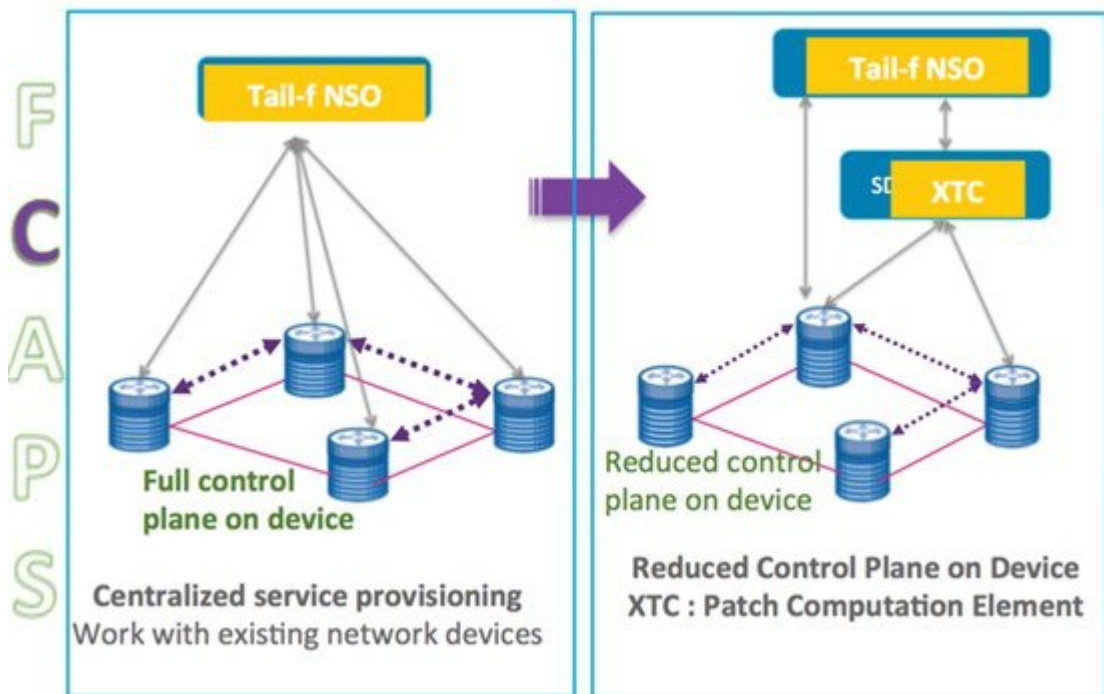 F
C
A
P
S
Tail-f NSO
Full control
plane on device
Centralized service provisioning
Work with existing network devices
Tail-f NSO
SD
XTC
Reduced control
plane on device
Reduced Control Plane on Device
XTC : Patch Computation Element